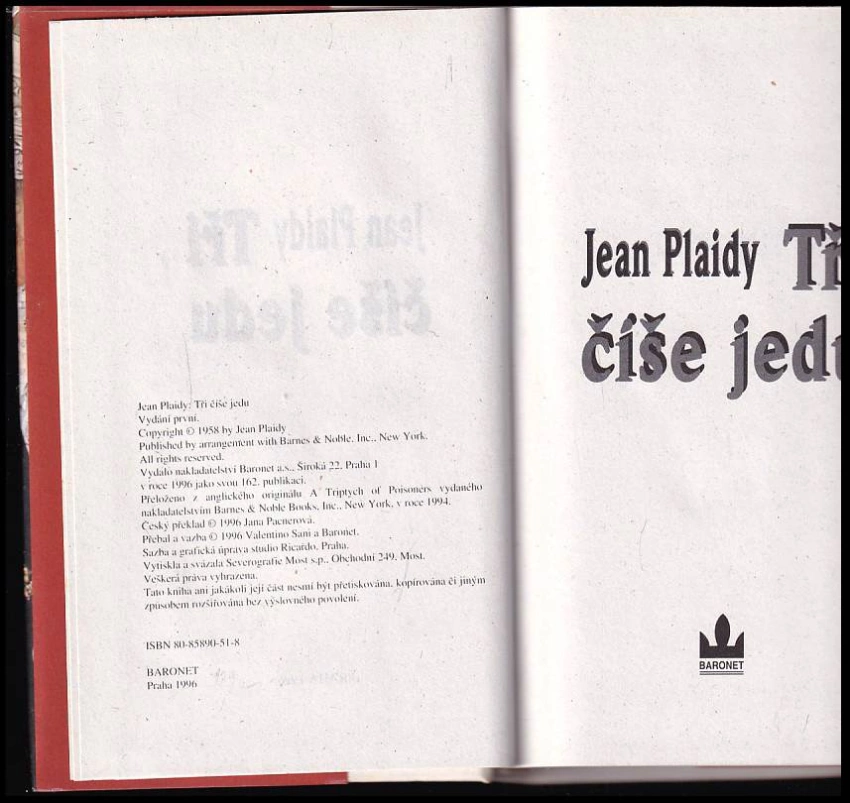 Jean Plaidy: Tři číše jedu
Vydání první.
Copyright © 1958 by Jean Plaidy
Published by arrangement with Barnes & Noble, Inc., New York.
All rights reserved.
Vydalo nakladatelství Baronet a.s., Široká 22, Praha 1
v roce 1996 jako svou 162. publikaci.
Přeloženo z anglického originálu A Triptych of Poisoners vydaného
nakladatelstvím Barnes & Noble Books, Inc., New York, v roce 1994.
Český překlad © 1996 Jana Pacnerová.
Přebal a vazba © 1996 Valentino Sani a Baronet.
Sazba a grafická úprava studio Ricardo, Praha.
Vytiskla a svázala Severografie Most s.p., Obchodní 249, Most.
Veškerá práva vyhrazena.
Tato kniha ani jakákoli její část nesmí být přetiskována, kopírována či jiným
způsobem rozšiřována bez výslovného povolení.
ISBN 80-85890-51-8
BARONET
Praha 1996
Jean Plaidy Tř
číše jedu
BARONET